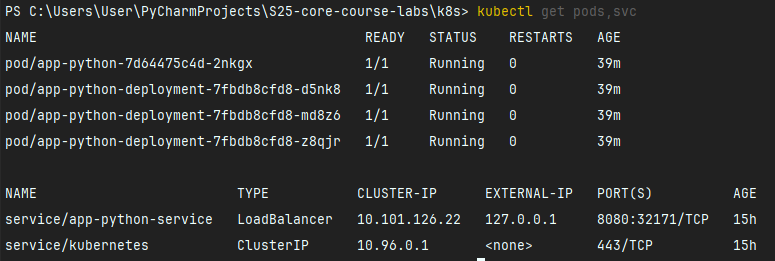 PS C:\Users\User\PyCharmProjects\S25-core-course-labs\k8s> kubectl get pods,svc
NAME READY STATUS RESTARTS AGE
pod/app-python-7d64475c4d-2nkgx 1/1 Running 0 39m
pod/app-python-deployment-7fbdb8cfd8-d5nk8 1/1 Running 0 39m
pod/app-python-deployment-7fbdb8cfd8-md8z6 1/1 Running 0 39m
pod/app-python-deployment-7fbdb8cfd8-z8qjr 1/1 Running 0 39m
NAME TYPE CLUSTER-IP EXTERNAL-IP PORT(S) AGE
service/app-python-service LoadBalancer 10.101.126.22 127.0.0.1 8080:32171/TCP 15h
service/kubernetes ClusterIP 10.96.0.1 <none> 443/TCP 15h